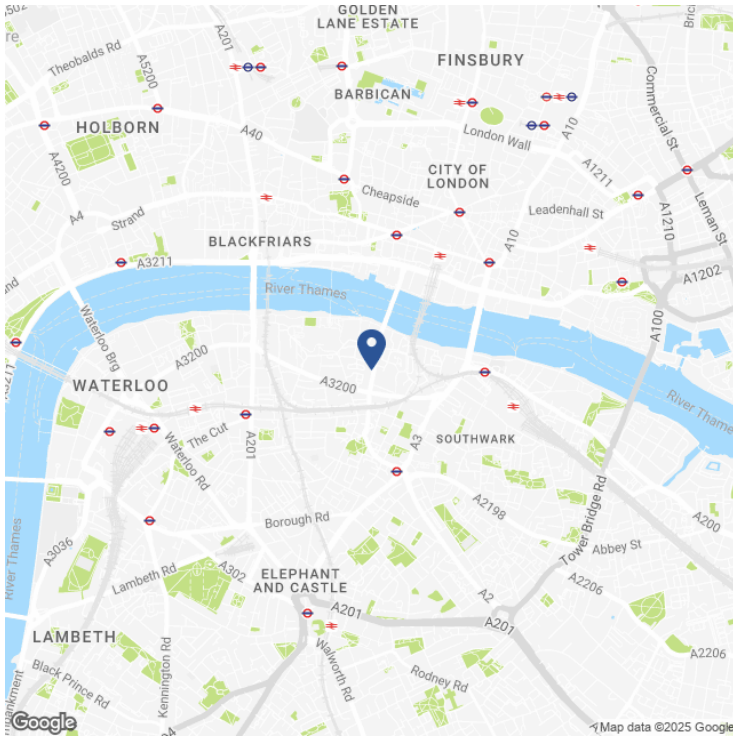 GOLDEN
LANE ESTATE
A201
A5200
Theobalds Rd
FINSBURY
BARBICAN
HOLBORN
A40
London Wall
A10
Commercial St
A4200
CITY OF
LONDON
A1211
Cheapside
Leadenhall St
Leman St
A4
Strand
A1210
BLACKFRIARS
A10
A3211
A1202
River Thames
A100
Waterloo Brg
A3200
A3211
WATERLOO
A3200
River Thames
The Cut
A201
A3
SOUTHWARK
Waterloo Rd
A2198
Tower Bridge Rd
A200
Borough Rd
River Thames
A3036
Abbey St
Lambeth Rd
A302
ELEPHANT
AND CASTLE
A2206
A2
A201
A201
LAMBETH
A2206
Kennington Rd
Walworth Rd
Black Prince Rd
Rodney Rd
Google
Map data ©2025 Google